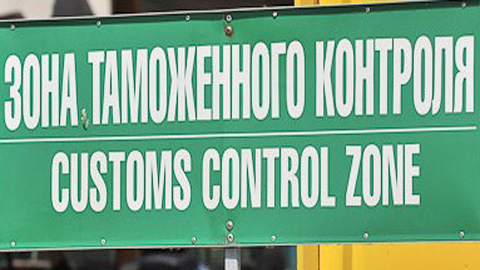 ЗОНА ТАМОЖЕННОГО КОНТРОЛЯ
CUSTOMS CONTROL ZONE